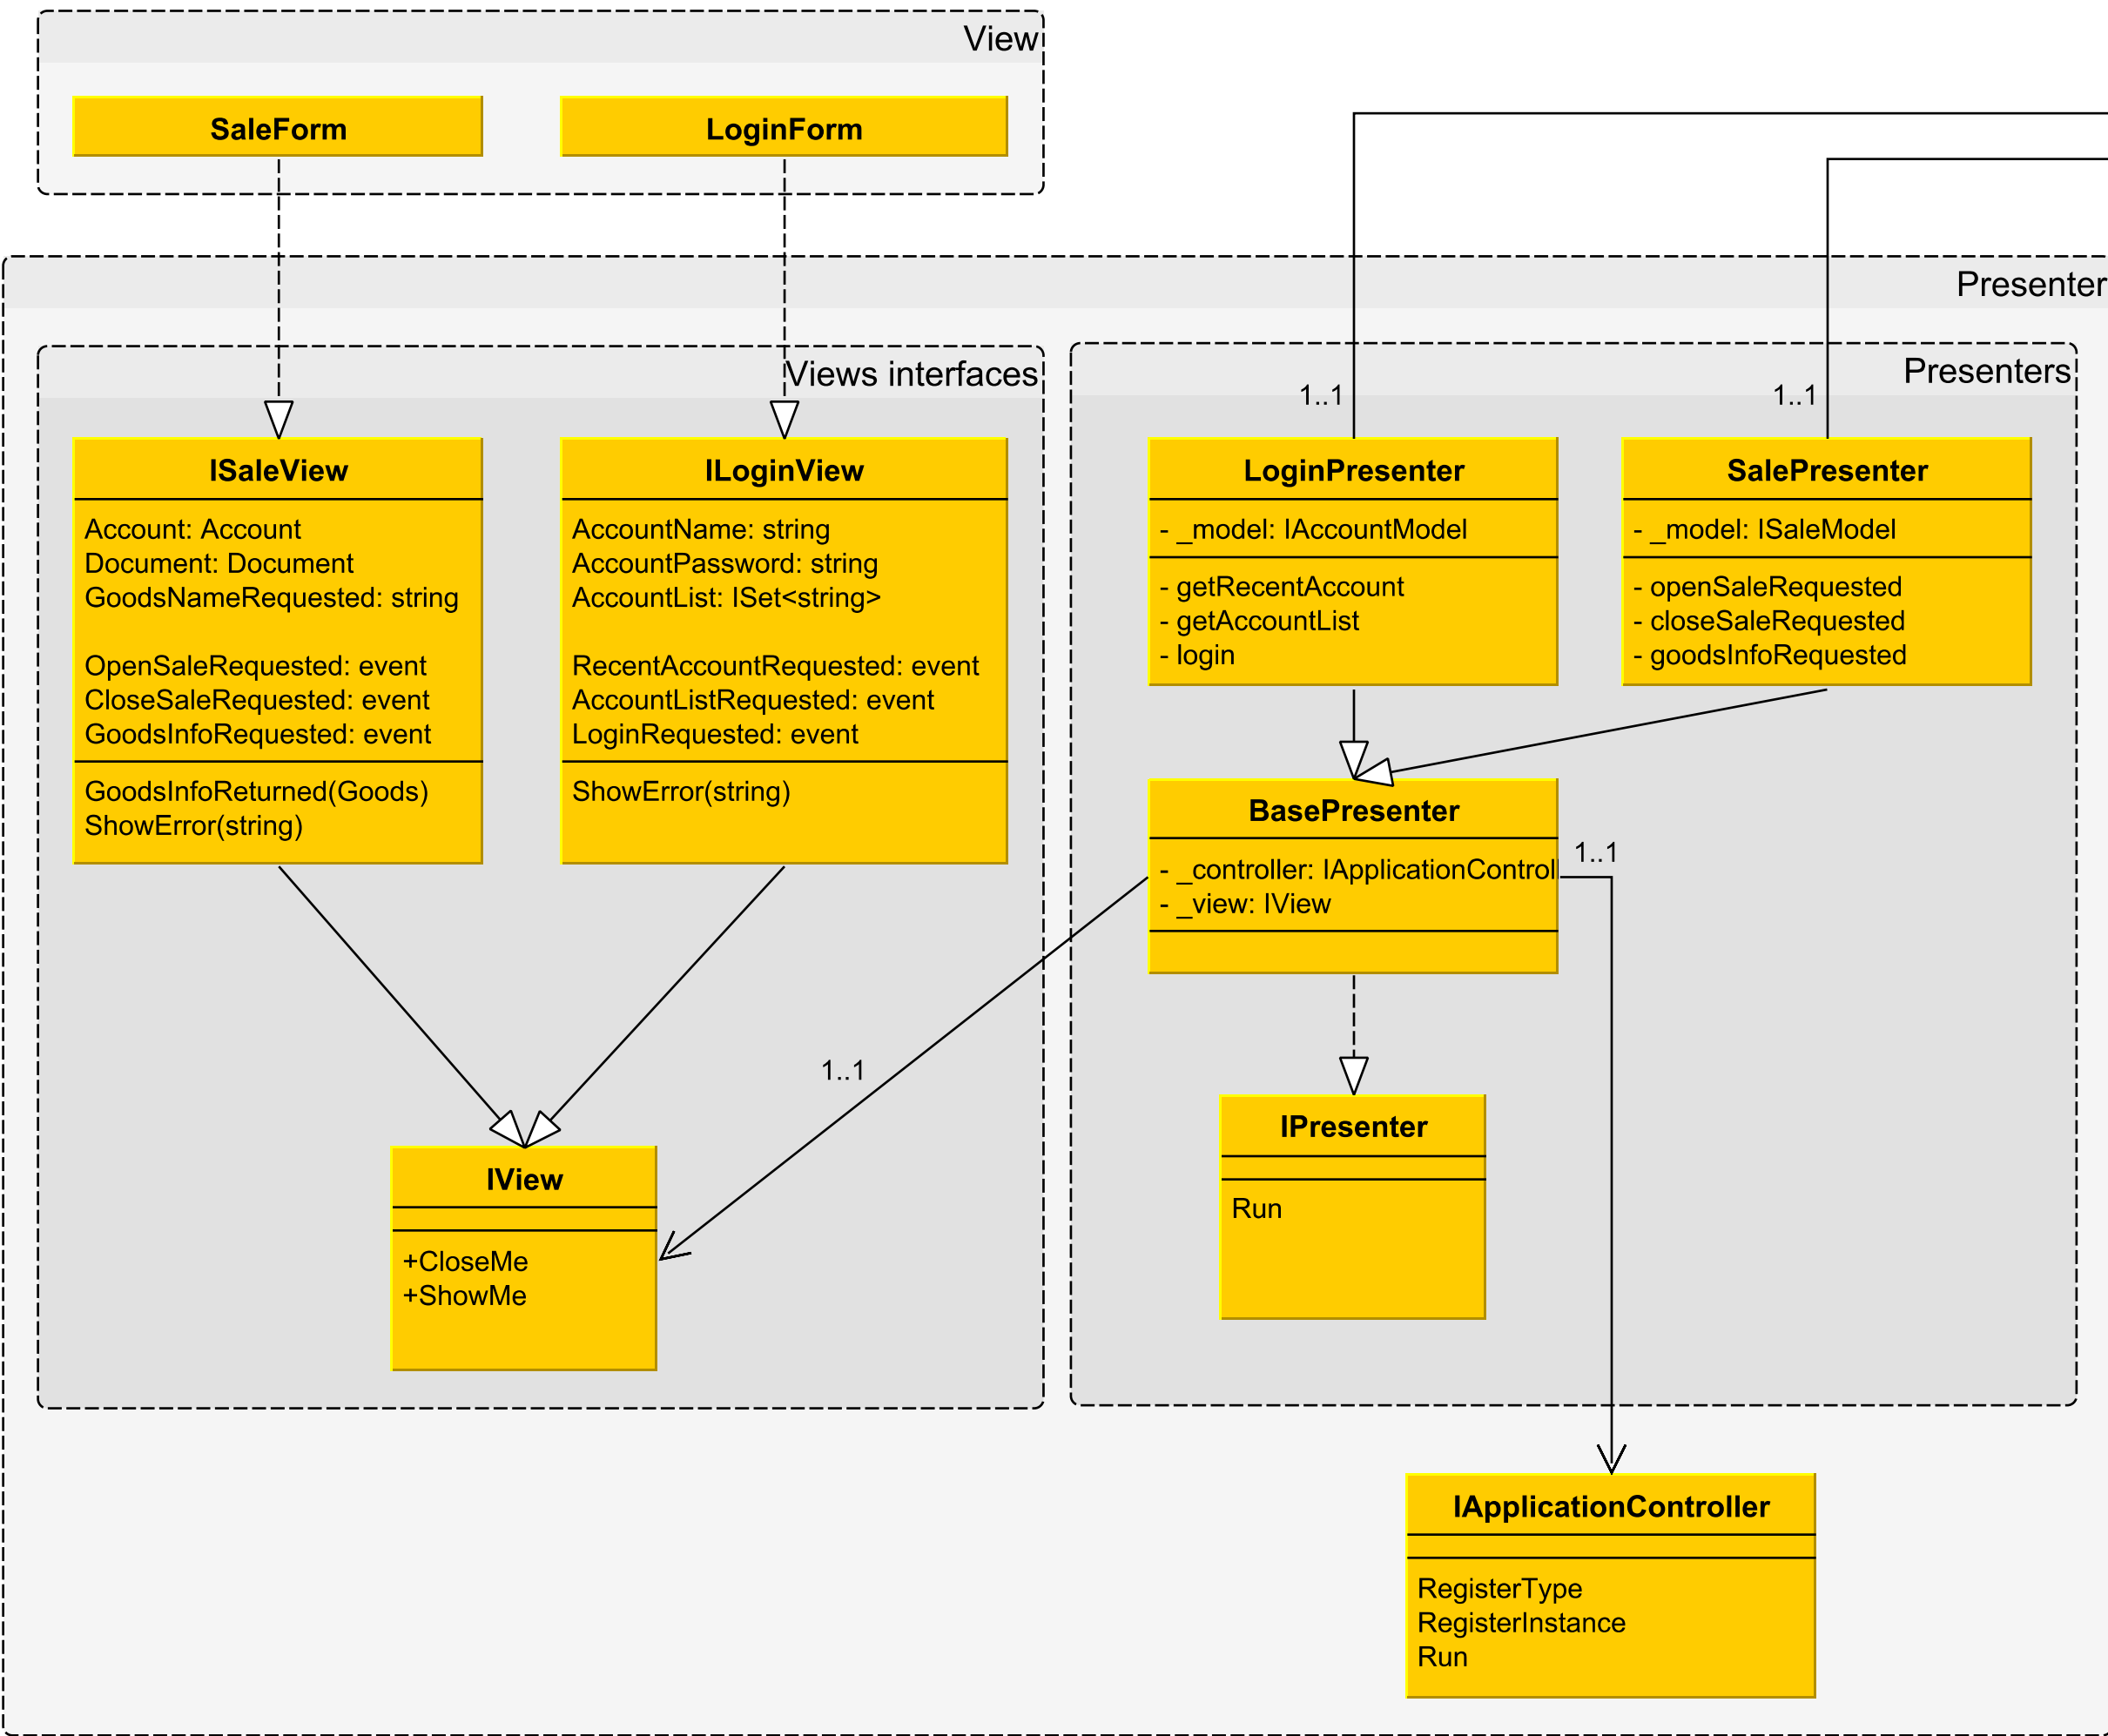 View
SaleForm
LoginForm
Presenter
Views interfaces
Presenters
1..1
1..1
ISaleView
Account: Account
Document: Document
GoodsNameRequested: string
OpenSaleRequested: event
CloseSaleRequested: event
GoodsInfoRequested: event
GoodsInfoReturned(Goods)
ShowError(string)
ILoginView
AccountName: string
AccountPassword: string
AccountList: ISet<string>
RecentAccountRequested: event
AccountListRequested: event
LoginRequested: event
ShowError(string)
LoginPresenter
- _model: IAccountModel
- getRecentAccount
- getAccountList
- login
SalePresenter
- _model: ISaleModel
- openSaleRequested
- closeSaleRequested
- goodsInfoRequested
BasePresenter
- _controller: IApplicationControll
- _view: IView
1..1
1..1
IView
+CloseMe
+ShowMe
IPresenter
Run
IApplicationController
RegisterType
RegisterInstance
Run